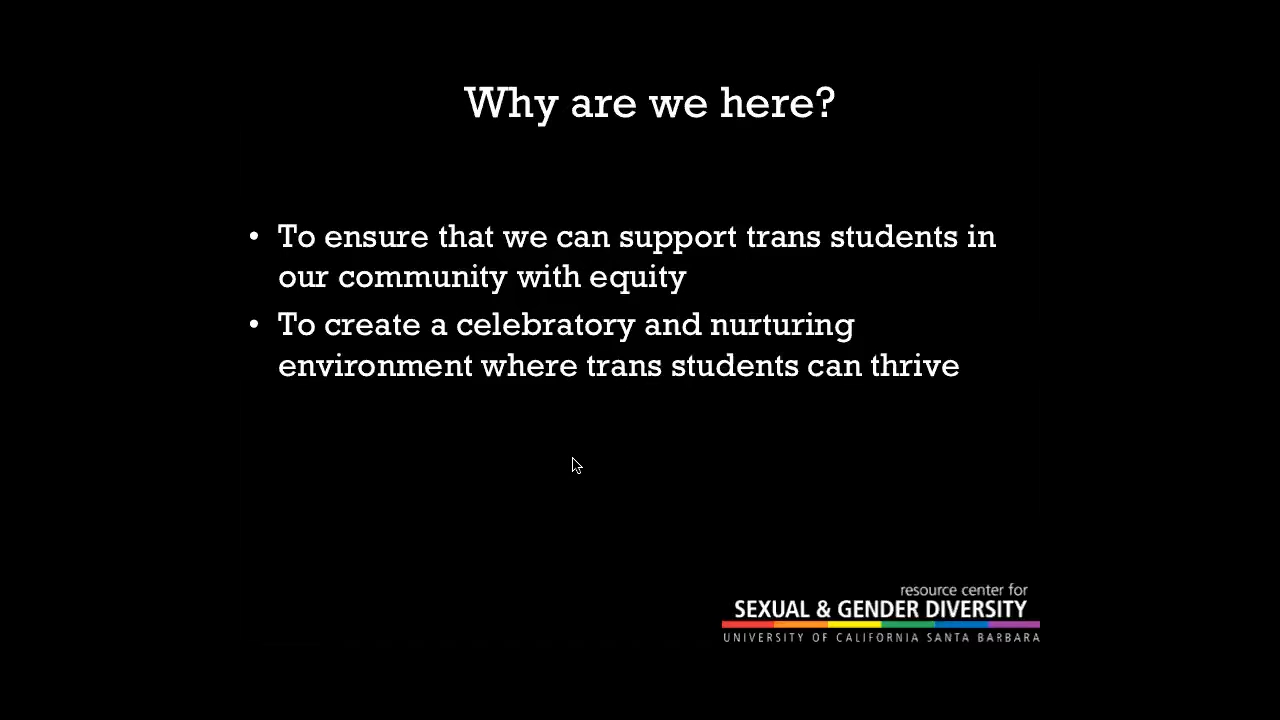 Why are we here?
• To ensure that we can support trans students in
our community with equity
• To create a celebratory and nurturing
environment where trans students can thrive
resource center for
SEXUAL & GENDER DIVERSITY
UNIVERSITY OF CALIFORNIA SANTA BARBARA